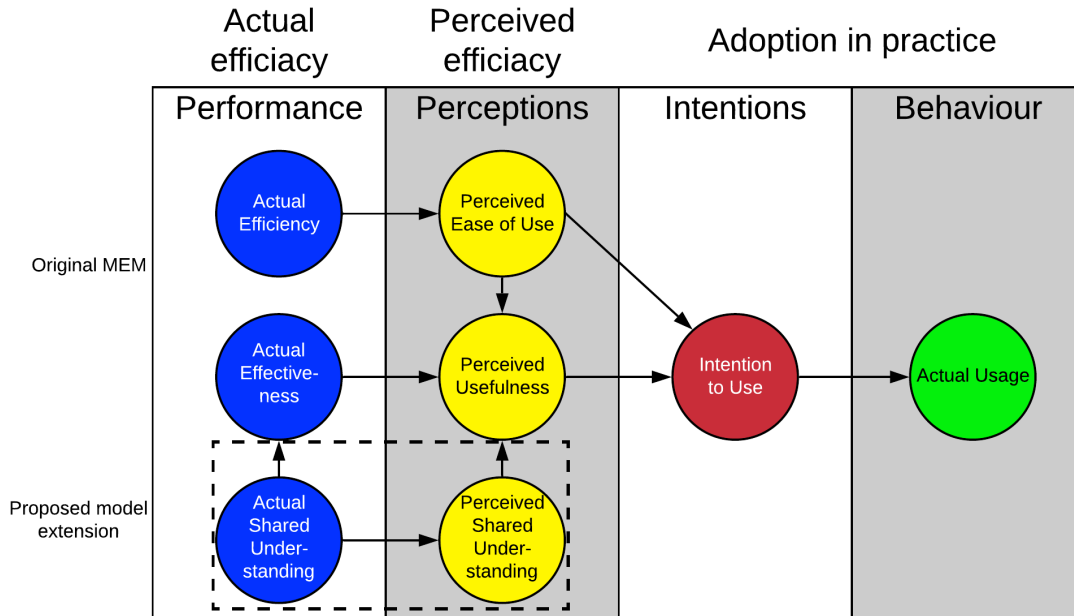 Actual
efficiacy
Perceived
efficacy
Adoption in practice
Performance
Perceptions
Intentions
Behaviour
Actual
Efficiency
Perceived
Ease of Use
Original MEM
Actual
Effective-
ness
Perceived
Usefulness
Intention
to Use
Actual Usage
Proposed model
extension
Actual
Shared
Under-
standing
Perceived
Shared
Under-
standing